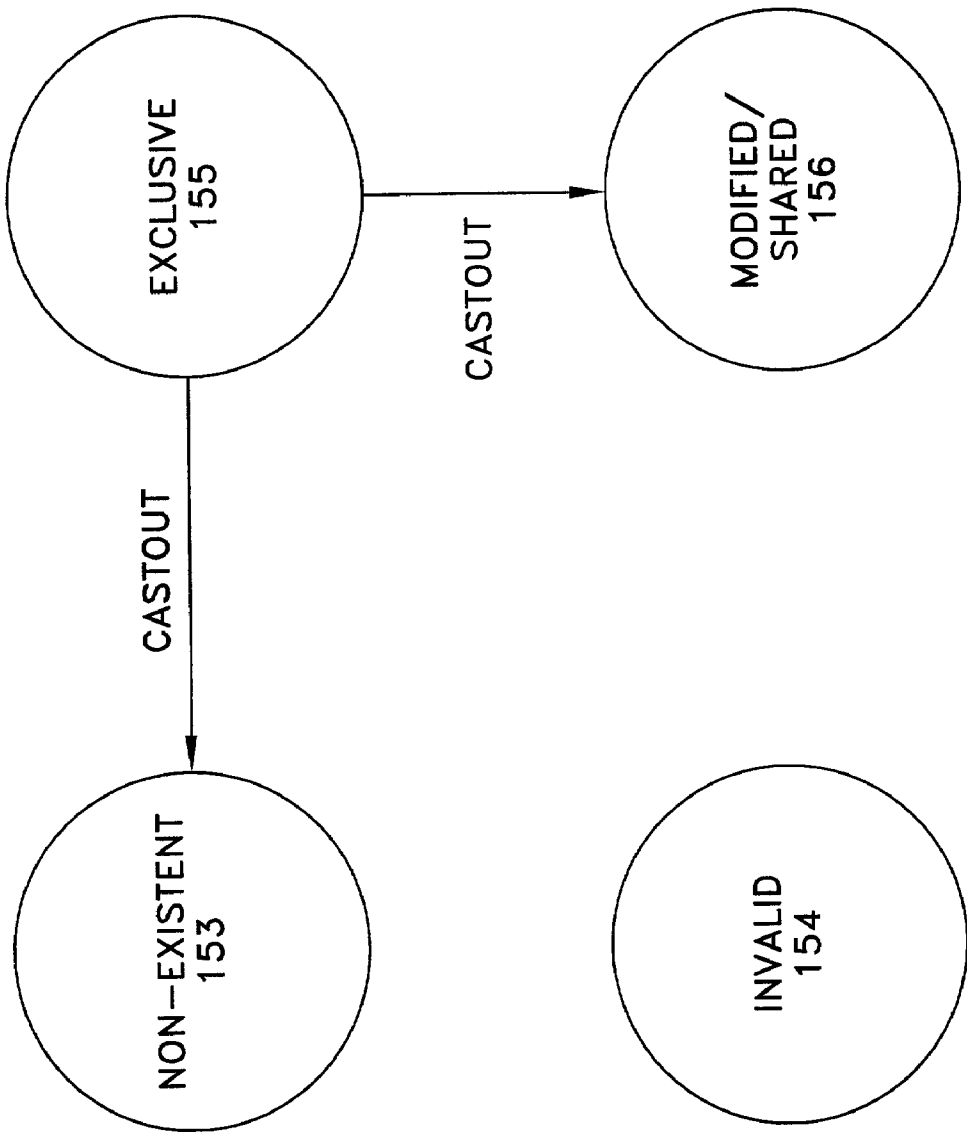 EXCLUSIVE
155
CASTOUT
CASTOUT
MODIFIED/
SHARED
156
NON-EXISTENT
153
INVALID
154